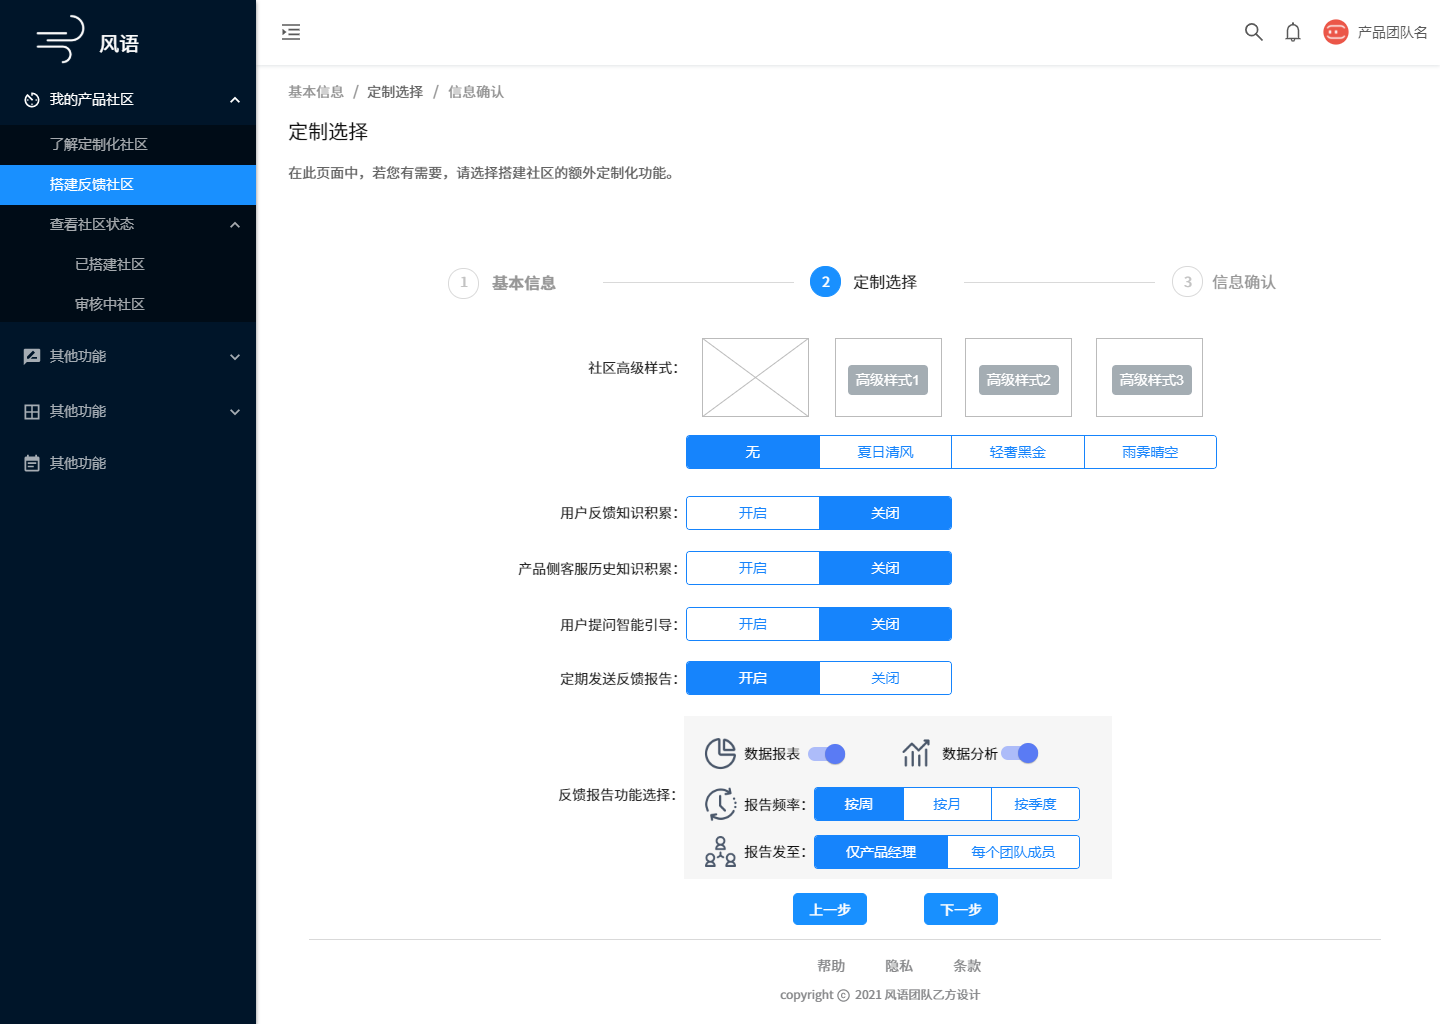 风语
产品团队名
我的产品社区
了解定制化社区
搭建反馈社区
查看社区状态
已搭建社区
审核中社区
其他功能
其他功能
其他功能
基本信息 / 定制选择 / 信息确认
定制选择
在此页面中，若您有需要，请选择搭建社区的额外定制化功能。
1 基本信息 2 定制选择 3 信息确认
社区高级样式： 高级样式1 高级样式2 高级样式3
无 夏日清风 轻奢黑金 雨霁晴空
用户反馈知识积累： 开启 关闭
产品侧客服历史知识积累： 开启 关闭
用户提问智能引导： 开启 关闭
定期发送反馈报告： 开启 关闭
反馈报告功能选择：
数据报表 数据分析
报告频率： 按周 按月 按季度
报告发至： 仅产品经理 每个团队成员
上一步 下一步
帮助 隐私 条款
copyright © 2021 风语团队乙方设计